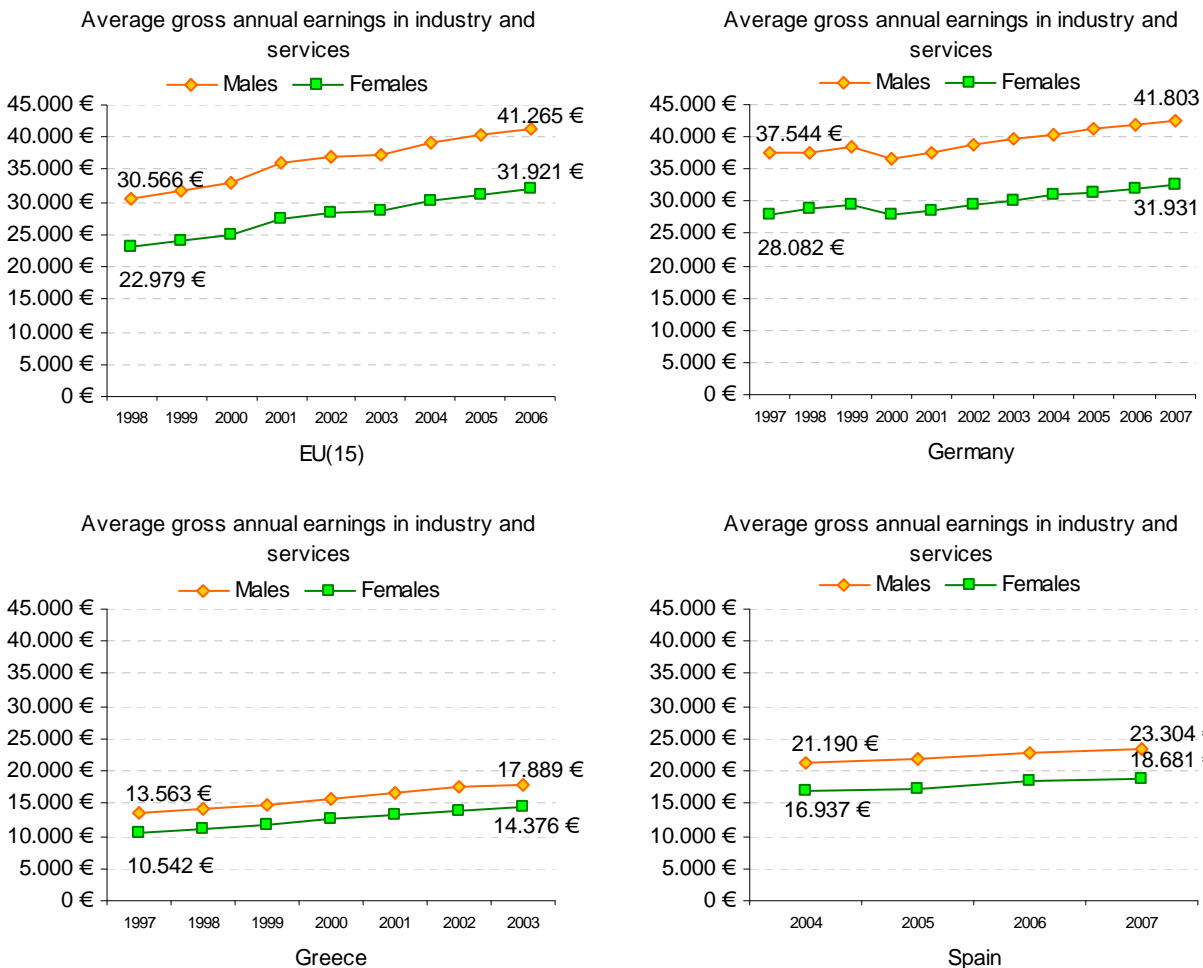 Average gross annual earnings in industry and
services
Males Females
45.000 €
40.000 €
35.000 €
30.000 €
25.000 €
20.000 €
15.000 €
10.000 €
5.000 €
0 €
41.265 €
30.566 €
31.921 €
22.979 €
1998 1999 2000 2001 2002 2003 2004 2005 2006
EU(15)
Average gross annual earnings in industry and
services
Males Females
45.000 €
40.000 €
35.000 €
30.000 €
25.000 €
20.000 €
15.000 €
10.000 €
5.000 €
0 €
41.803
37.544 €
31.931
28.082 €
1997 1998 1999 2000 2001 2002 2003 2004 2005 2006 2007
Germany
Average gross annual earnings in industry and
services
Males Females
45.000 €
40.000 €
35.000 €
30.000 €
25.000 €
20.000 €
15.000 €
10.000 €
5.000 €
0 €
17.889 €
13.563 €
14.376 €
10.542 €
1997 1998 1999 2000 2001 2002 2003
Greece
Average gross annual earnings in industry and
services
Males Females
45.000 €
40.000 €
35.000 €
30.000 €
25.000 €
20.000 €
15.000 €
10.000 €
5.000 €
0 €
23.304
21.190 €
18.681
16.937 €
2004 2005 2006 2007
Spain